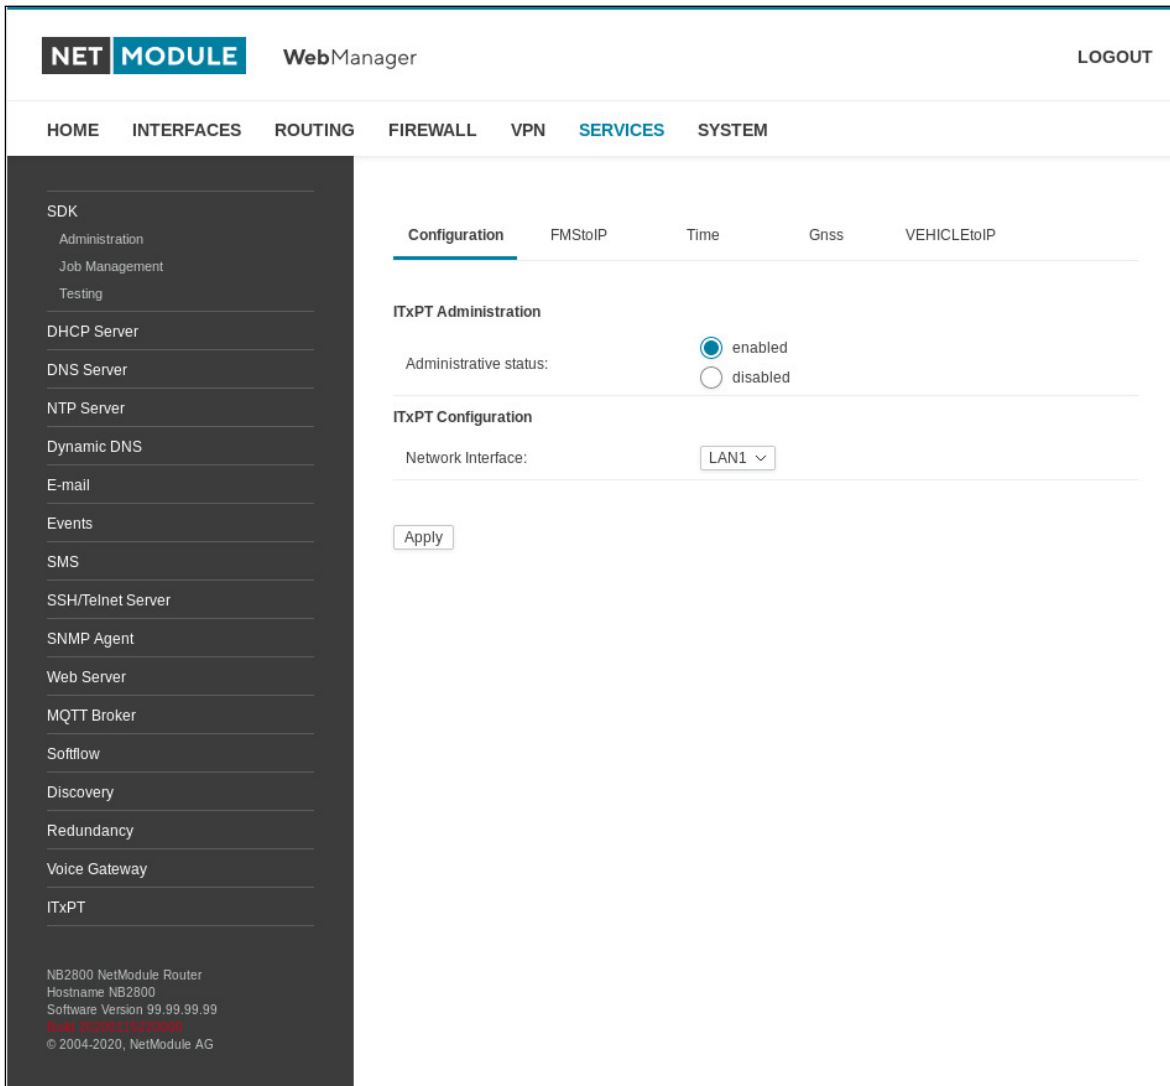 NET MODULE WebManager LOGOUT
HOME INTERFACES ROUTING FIREWALL VPN SERVICES SYSTEM
SDK
Administration
Job Management
Testing
DHCP Server
DNS Server
NTP Server
Dynamic DNS
E-mail
Events
SMS
SSH/Telnet Server
SNMP Agent
Web Server
MQTT Broker
Softflow
Discovery
Redundancy
Voice Gateway
ITxPT
NB2800 NetModule Router
Hostname NB2800
Software Version 99.99.99.99
Build
© 2004-2020, NetModule AG
Configuration FMStoIP Time Gnss VEHICLEtoIP
ITxPT Administration
Administrative status:
enabled
disabled
ITxPT Configuration
Network Interface: LAN1
Apply